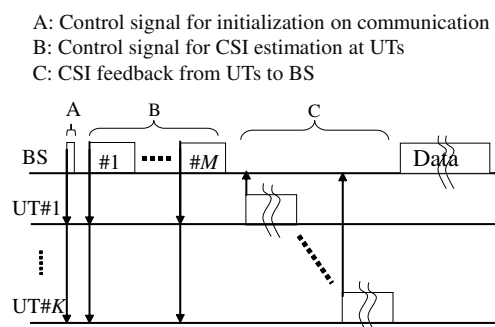 A: Control signal for initialization on communication
B: Control signal for CSI estimation at UTs
C: CSI feedback from UTs to BS
A B C
BS #1 #M Data
UT#1
UT#K